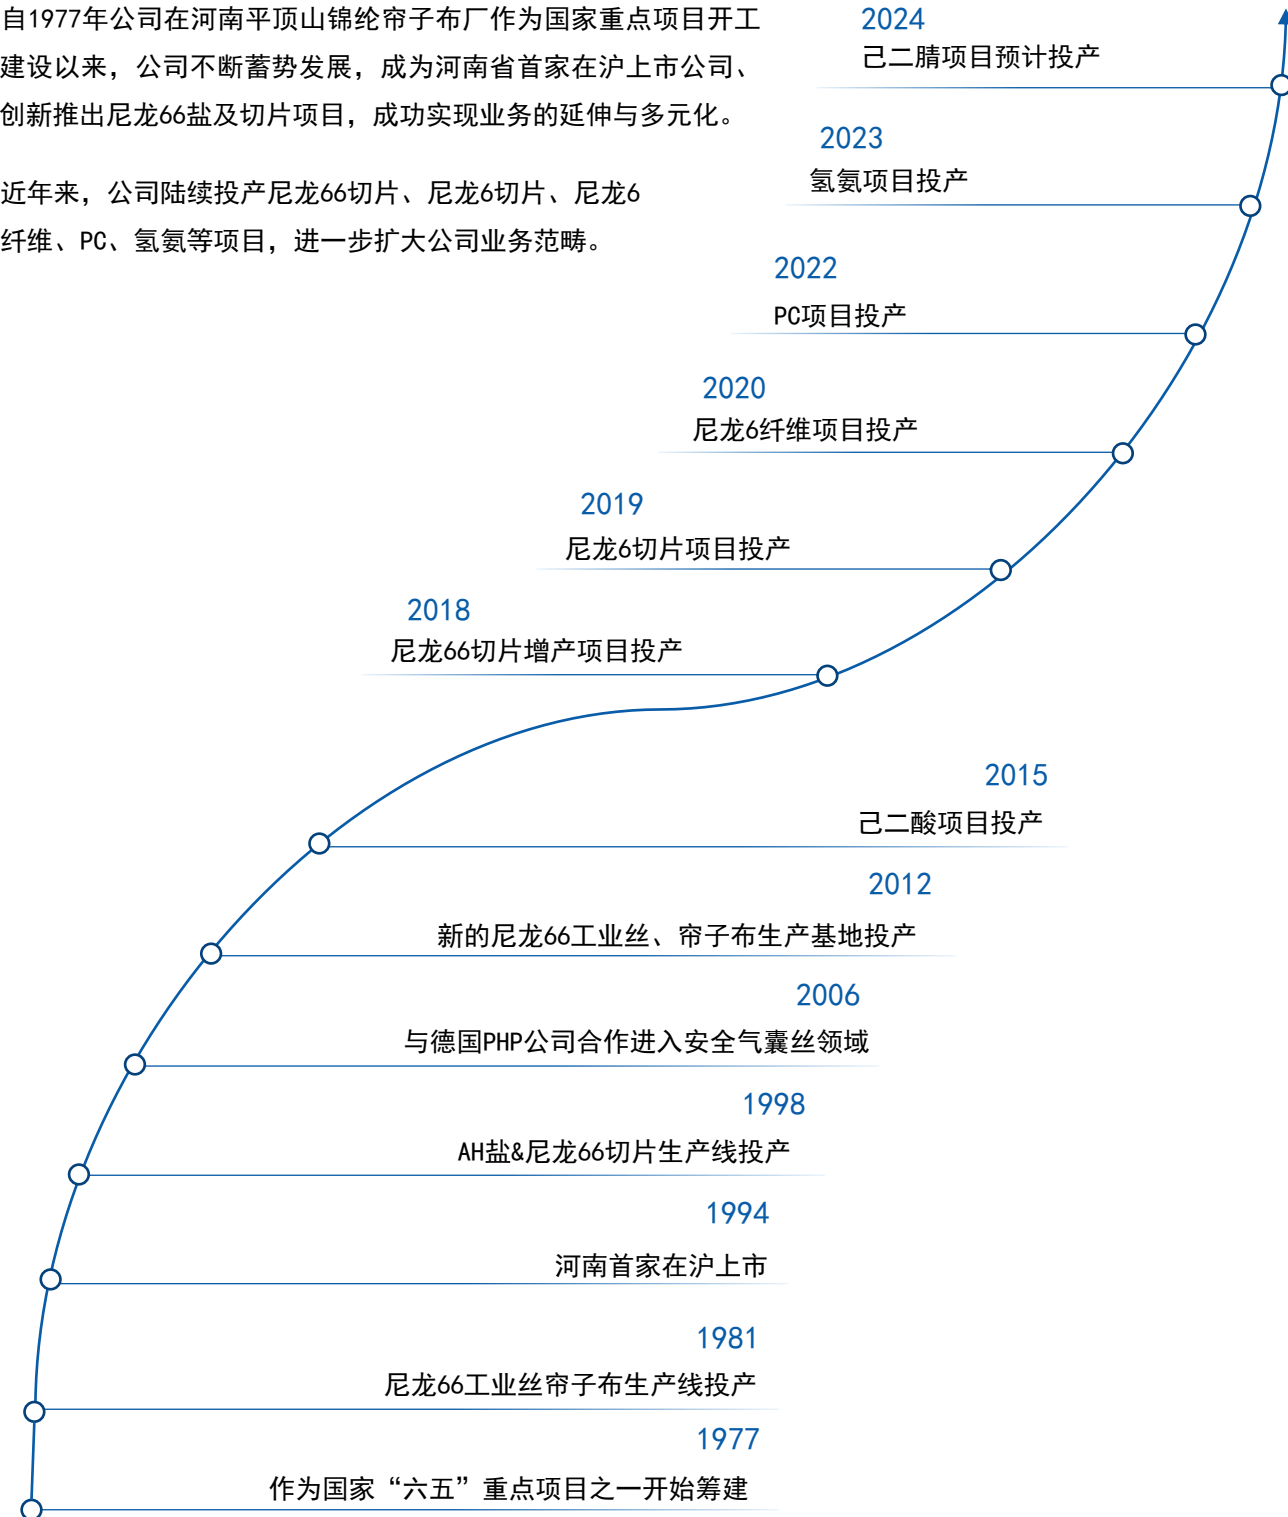 自1977年公司在河南平顶山锦纶帘子布厂作为国家重点项目开工
建设以来，公司不断蓄势发展，成为河南省首家在沪上市公司、
创新推出尼龙66盐及切片项目，成功实现业务的延伸与多元化。
近年来，公司陆续投产尼龙66切片、尼龙6切片、尼龙6
纤维、PC、氢氨等项目，进一步扩大公司业务范畴。
2024
己二腈项目预计投产
2023
氢氨项目投产
2022
PC项目投产
2020
尼龙6纤维项目投产
2019
尼龙6切片项目投产
2018
尼龙66切片增产项目投产
2015
己二酸项目投产
2012
新的尼龙66工业丝、帘子布生产基地投产
2006
与德国PHP公司合作进入安全气囊丝领域
1998
AH盐&尼龙66切片生产线投产
1994
河南首家在沪上市
1981
尼龙66工业丝帘子布生产线投产
1977
作为国家“六五”重点项目之一开始筹建